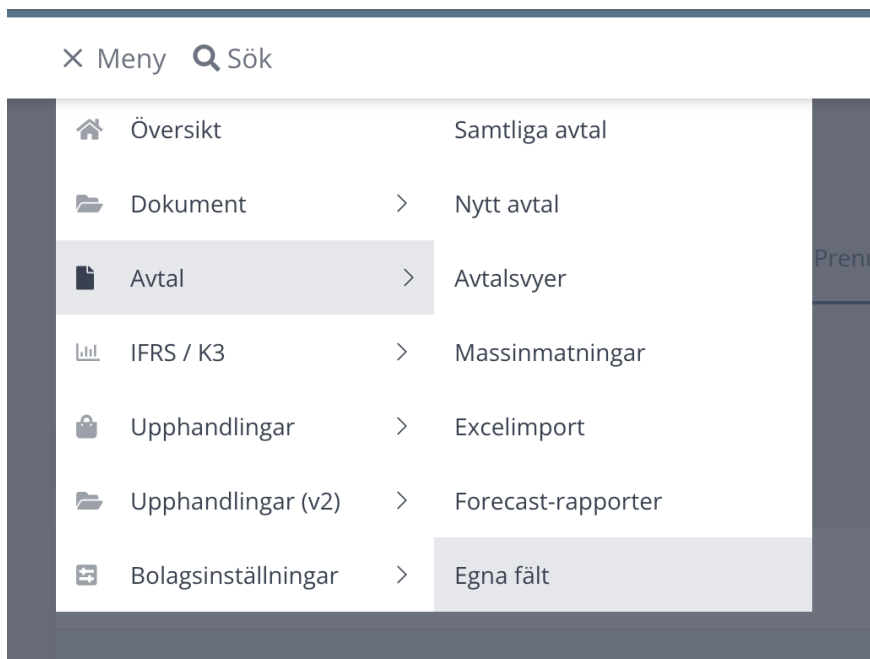 Meny Sök
Översikt
Dokument
Avtal
IFRS / K3
Upphandlingar
Upphandlingar (v2)
Bolagsinställningar
Samtliga avtal
Nytt avtal
Avtalsvyer
Massinmatningar
Excelimport
Forecast-rapporter
Egna fält